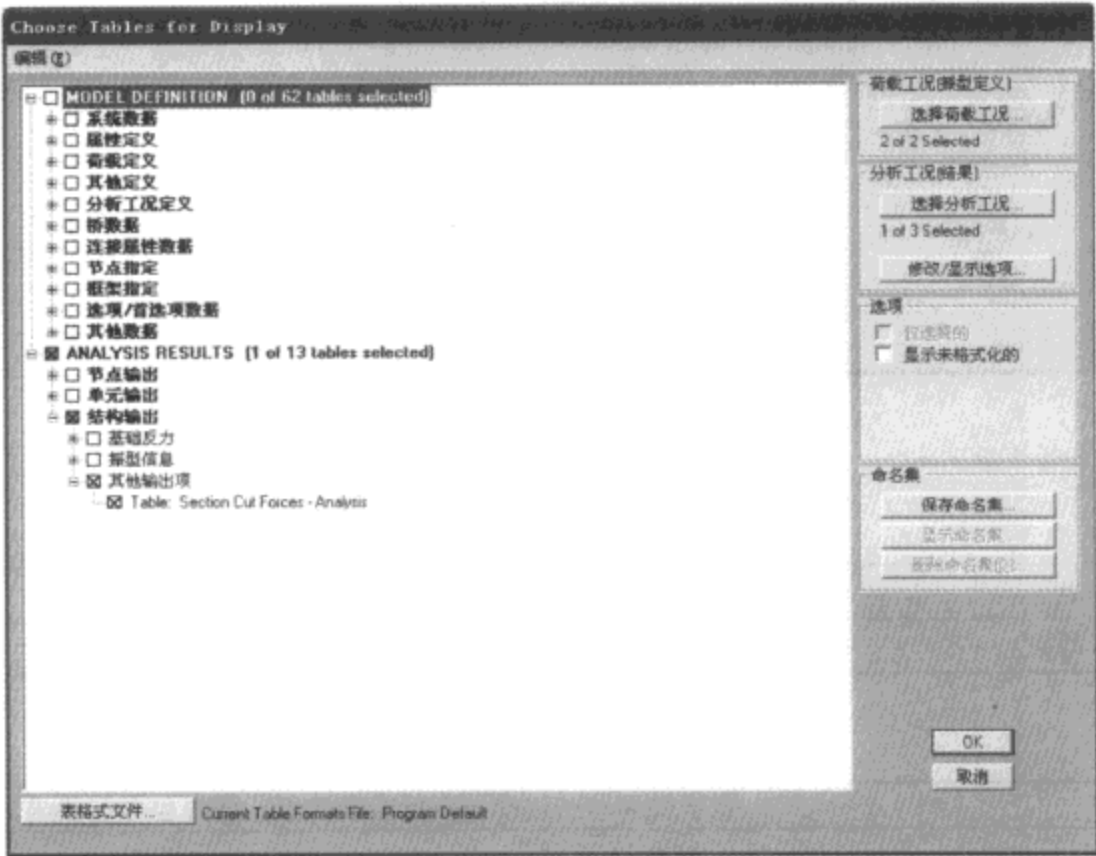 Choose Tables for Display
编辑(E)
MODEL DEFINITION (0 of 62 tables selected)
系统数据
属性定义
荷载定义
其他定义
分析工况定义
桥数据
连接属性数据
节点指定
框架指定
选项/首选项数据
其他数据
ANALYSIS RESULTS (1 of 13 tables selected)
节点输出
单元输出
结构输出
基础反力
振型信息
其他输出项
Table: Section Cut Forces - Analysis
荷载工况(模型定义)
选择荷载工况...
2 of 2 Selected
分析工况(结果)
选择分析工况...
1 of 3 Selected
修改/显示选项...
选项
仅选择的
显示未格式化的
命名集
保存命名集...
显示命名集...
OK
取消
表格式文件...
Current Table Formats File: Program Default